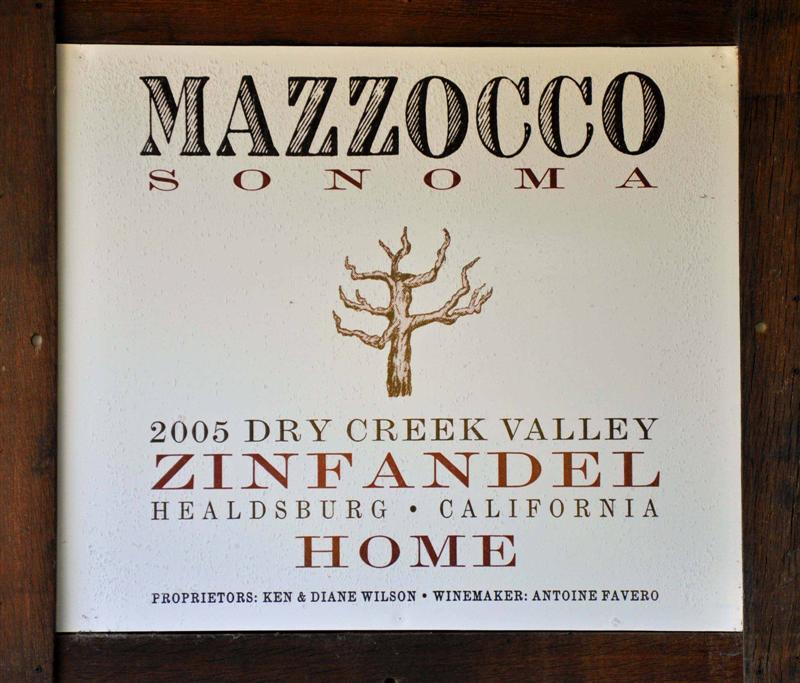 MAZZOCCO
SONOMA
2005 DRY CREEK VALLEY
ZINFANDEL
HEALDSBURG • CALIFORNIA
HOME
PROPRIETORS: KEN & DIANE WILSON • WINEMAKER: ANTOINE FAVERO